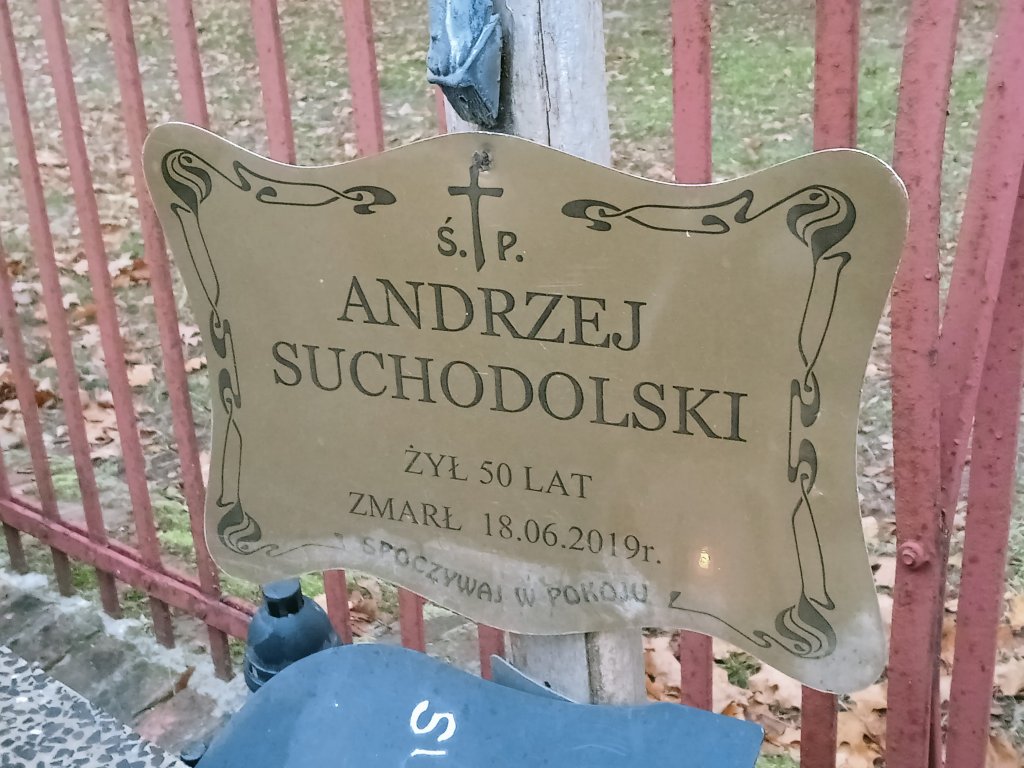 Ś. P.
ANDRZEJ
SUCHODOLSKI
ŻYŁ 50 LAT
ZMARŁ 18.06.2019r.
SPOCZYWAJ W POKOJU